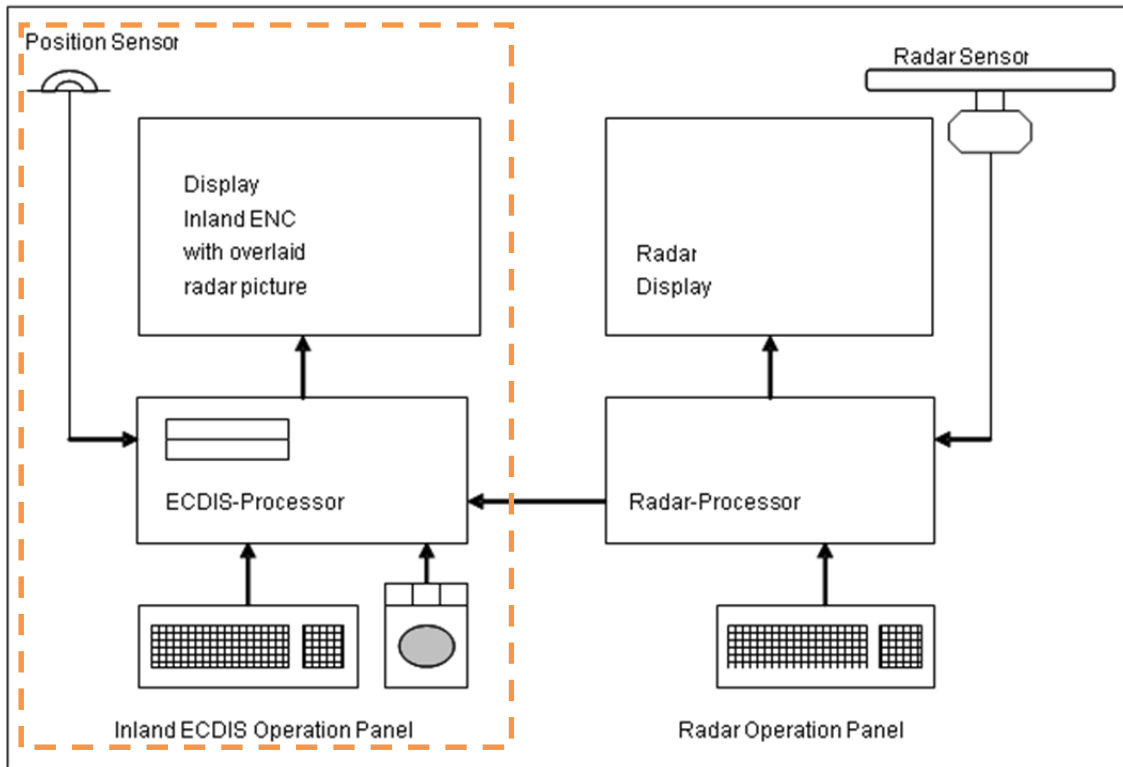 Position Sensor
Radar Sensor
Display
Inland ENC
with overlaid
radar picture
Radar
Display
ECDIS-Processor
Radar-Processor
Inland ECDIS Operation Panel
Radar Operation Panel